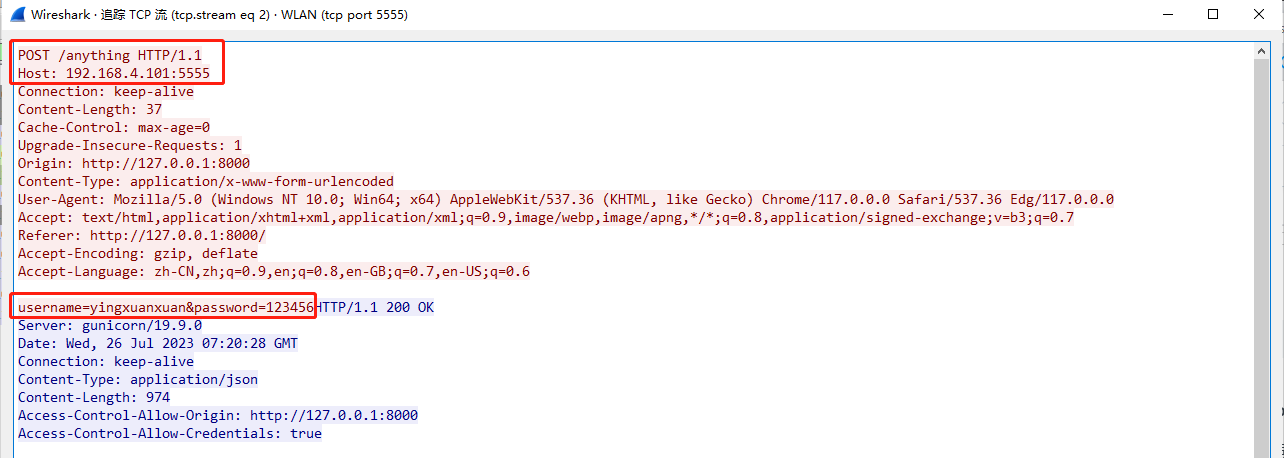 Wireshark · 追踪 TCP 流 (tcp.stream eq 2) · WLAN (tcp port 5555)
POST /anything HTTP/1.1
Host: 192.168.4.101:5555
Connection: keep-alive
Content-Length: 37
Cache-Control: max-age=0
Upgrade-Insecure-Requests: 1
Origin: http://127.0.0.1:8000
Content-Type: application/x-www-form-urlencoded
User-Agent: Mozilla/5.0 (Windows NT 10.0; Win64; x64) AppleWebKit/537.36 (KHTML, like Gecko) Chrome/117.0.0.0 Safari/537.36 Edg/117.0.0.0
Accept: text/html,application/xhtml+xml,application/xml;q=0.9,image/webp,image/apng,*/*;q=0.8,application/signed-exchange;v=b3;q=0.7
Referer: http://127.0.0.1:8000/
Accept-Encoding: gzip, deflate
Accept-Language: zh-CN,zh;q=0.9,en;q=0.8,en-GB;q=0.7,en-US;q=0.6
username=yingxuanxuan&password=123456HTTP/1.1 200 OK
Server: gunicorn/19.9.0
Date: Wed, 26 Jul 2023 07:20:28 GMT
Connection: keep-alive
Content-Type: application/json
Content-Length: 974
Access-Control-Allow-Origin: http://127.0.0.1:8000
Access-Control-Allow-Credentials: true